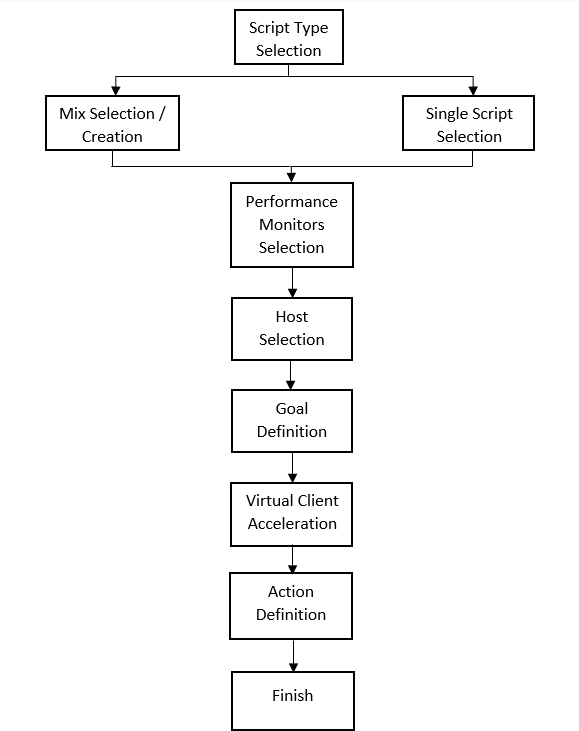 Script Type
Selection
Mix Selection /
Creation
Single Script
Selection
Performance
Monitors
Selection
Host
Selection
Goal
Definition
Virtual Client
Acceleration
Action
Definition
Finish